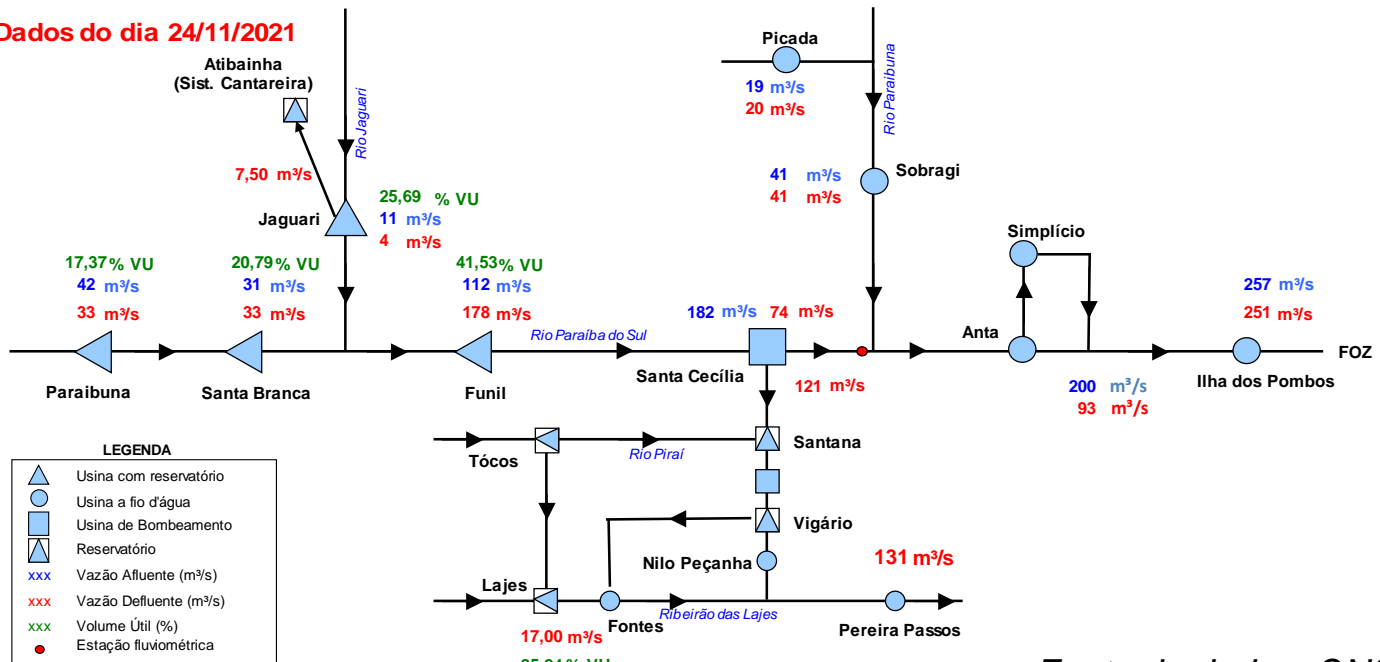 Dados do dia 24/11/2021
Atibainha
(Sist. Cantareira)
Rio Jaguari
7,50 m³/s
Jaguari
25,69 % VU
11 m³/s
4 m³/s
Picada
19 m³/s
20 m³/s
Rio Paraibuna
41 m³/s
41 m³/s
Sobragi
Simplício
17,37% VU
42 m³/s
33 m³/s
20,79% VU
31 m³/s
33 m³/s
41,53% VU
112 m³/s
178 m³/s
Rio Paraíba do Sul
182 m³/s 74 m³/s
Anta
257 m³/s
251 m³/s
FOZ
Paraibuna
Santa Branca
Funil
Santa Cecília
121 m³/s
200 m³/s
93 m³/s
Ilha dos Pombos
Tócos
Rio Piraí
Santana
Vigário
Nilo Peçanha
131 m³/s
Lajes
Fontes
Ribeirão das Lajes
Pereira Passos
17,00 m³/s
LEGENDA
Usina com reservatório
Usina a fio d'água
Usina de Bombeamento
Reservatório
xxx Vazão Afluente (m³/s)
xxx Vazão Defluente (m³/s)
xxx Volume Útil (%)
Estação fluviométrica